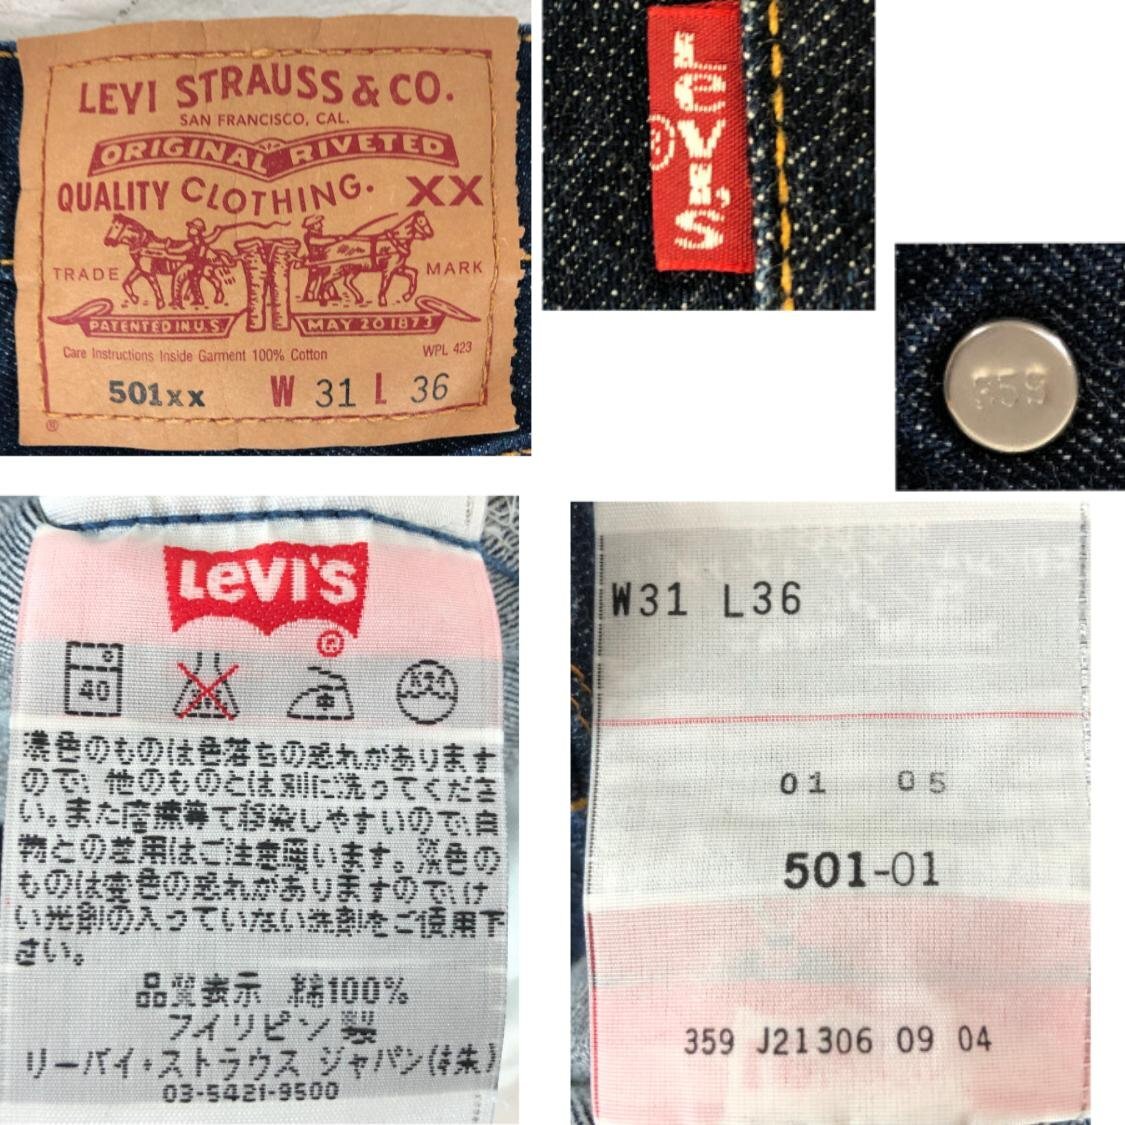 LEVI STRAUSS & CO.
SAN FRANCISCO, CAL.
ORIGINAL RIVETED
QUALITY CLOTHING. XX
TRADE MARK
PATENTED IN U.S. MAY 20 1873
Care Instructions Inside Garment 100% Cotton WPL 423
501xx W 31 L 36
®
Levi's
®
359
LEVI'S
®
40
濃色のものは色落ちの恐れがあります
ので、他のものとは別に洗ってくださ
い。また摩擦等で移染しやすいので、白
物との着用はご注意願います。淡色の
ものは変色の恐れがありますので、け
い光剤の入っていない洗剤をご使用下
さい。
品質表示 綿100%
フィリピン製
リーバイ・ストラウス ジャパン(株)
03-5421-9500
W31 L36
01 05
501-01
359 J21306 09 04